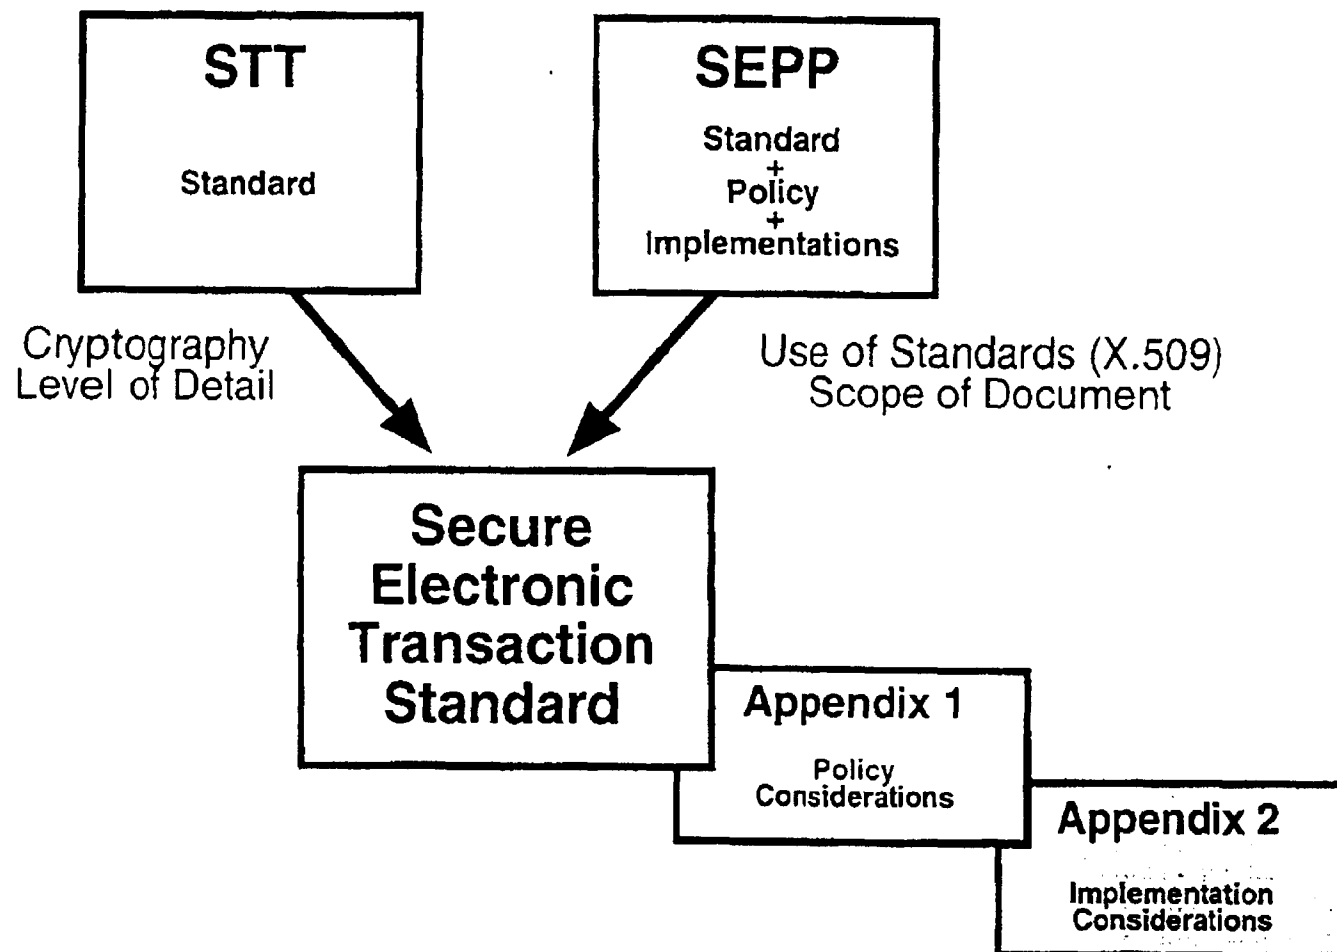 STT
Standard
SEPP
Standard
+
Policy
+
Implementations
Cryptography
Level of Detail
Use of Standards (X.509)
Scope of Document
Secure
Electronic
Transaction
Standard
Appendix 1
Policy
Considerations
Appendix 2
Implementation
Considerations